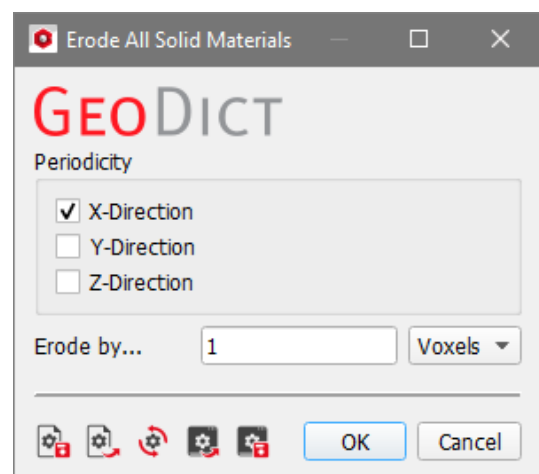 Erode All Solid Materials
GEODICT
Periodicity
X-Direction
Y-Direction
Z-Direction
Erode by... 1 Voxels
OK Cancel